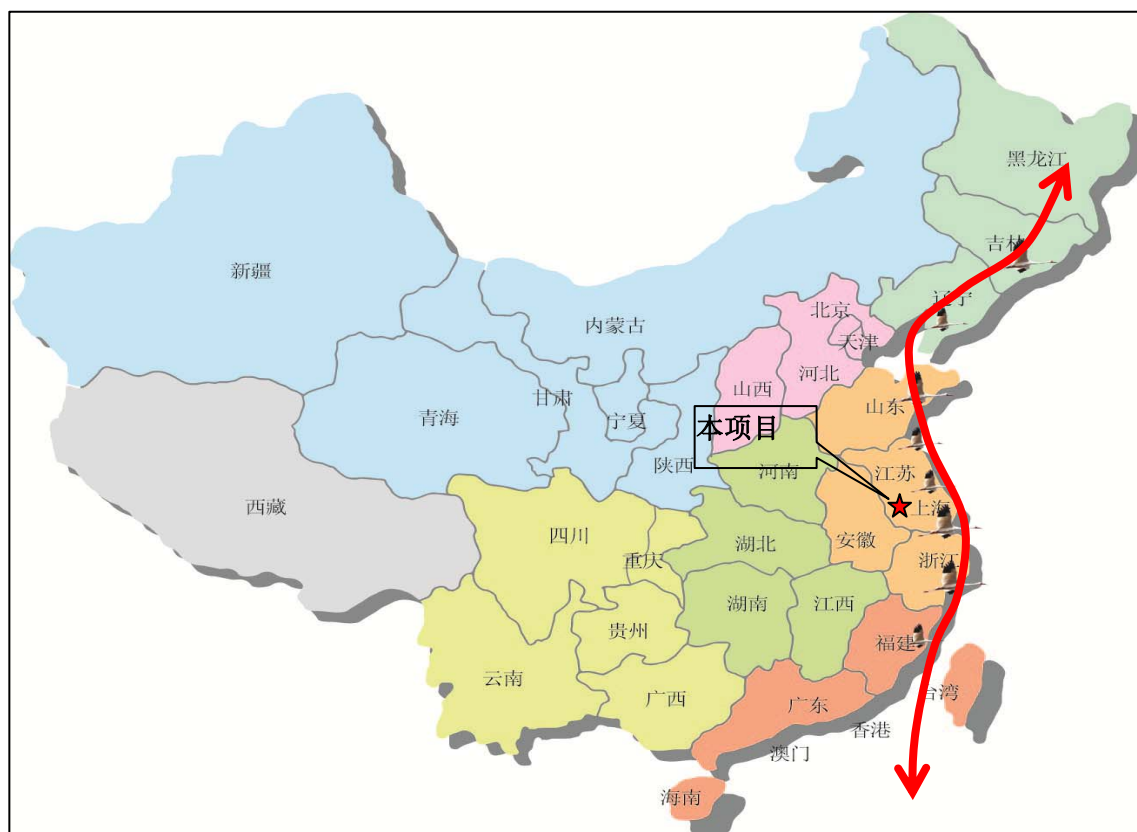 黑龙江
吉林
辽宁
新疆
内蒙古
北京
天津
河北
山西
山东
甘肃
宁夏
青海
本项目
陕西
河南
江苏
上海
西藏
四川
重庆
湖北
安徽
浙江
湖南
江西
贵州
福建
云南
广西
广东
台湾
香港
澳门
海南